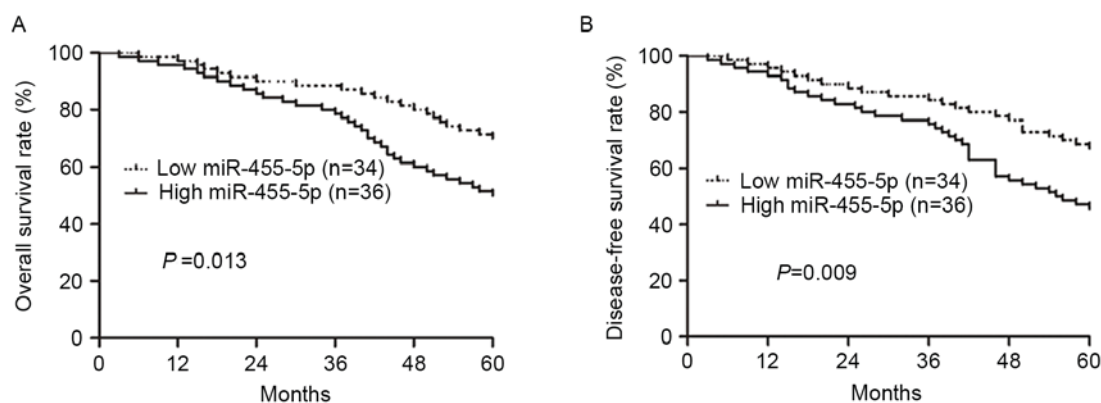 A
Overall survival rate (%)
100
80
60
40
20
0
Low miR-455-5p (n=34)
High miR-455-5p (n=36)
P=0.013
0 12 24 36 48 60
Months
B
Disease-free survival rate (%)
100
80
60
40
20
0
Low miR-455-5p (n=34)
High miR-455-5p (n=36)
P=0.009
0 12 24 36 48 60
Months